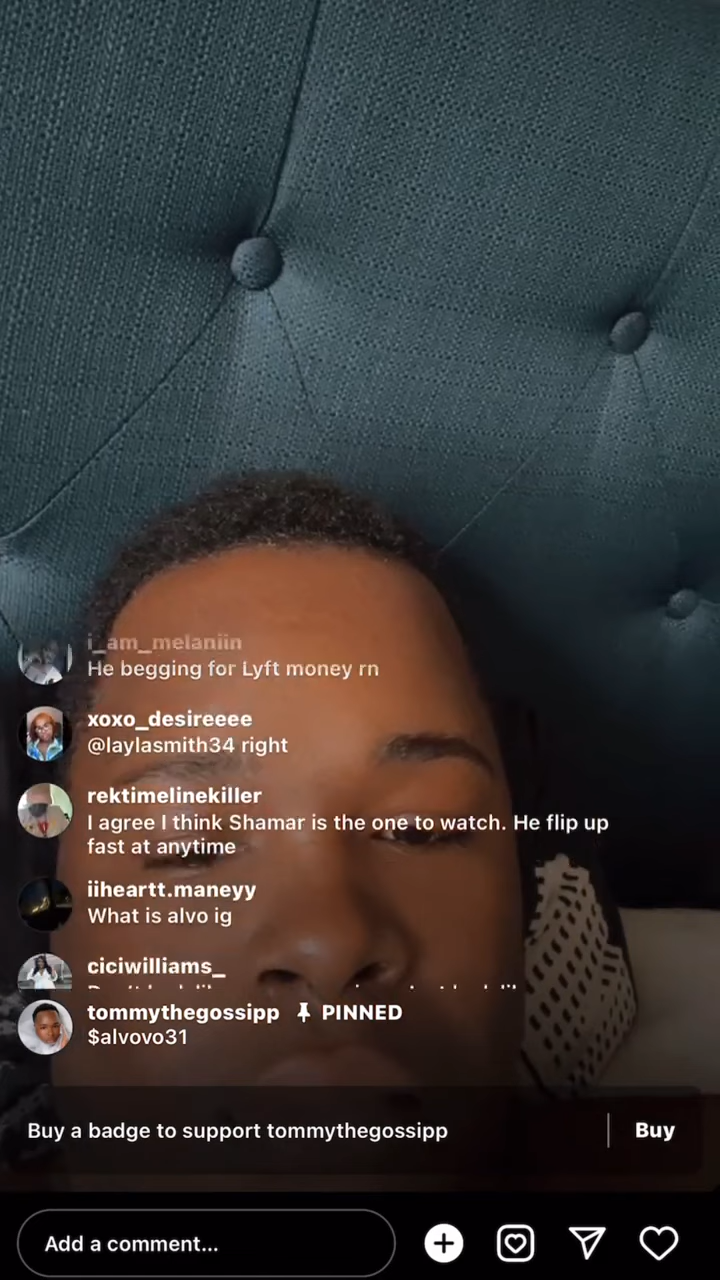 i_am_melaniin
He begging for Lyft money rn
xoxo_desireeee
@laylasmith34 right
rektimelinekiller
I agree I think Shamar is the one to watch. He flip up
fast at anytime
iiheartt.maneyy
What is alvo ig
ciciwilliams_
tommythegossipp PINNED
$alvovo31
Buy a badge to support tommythegossipp
Buy
Add a comment...